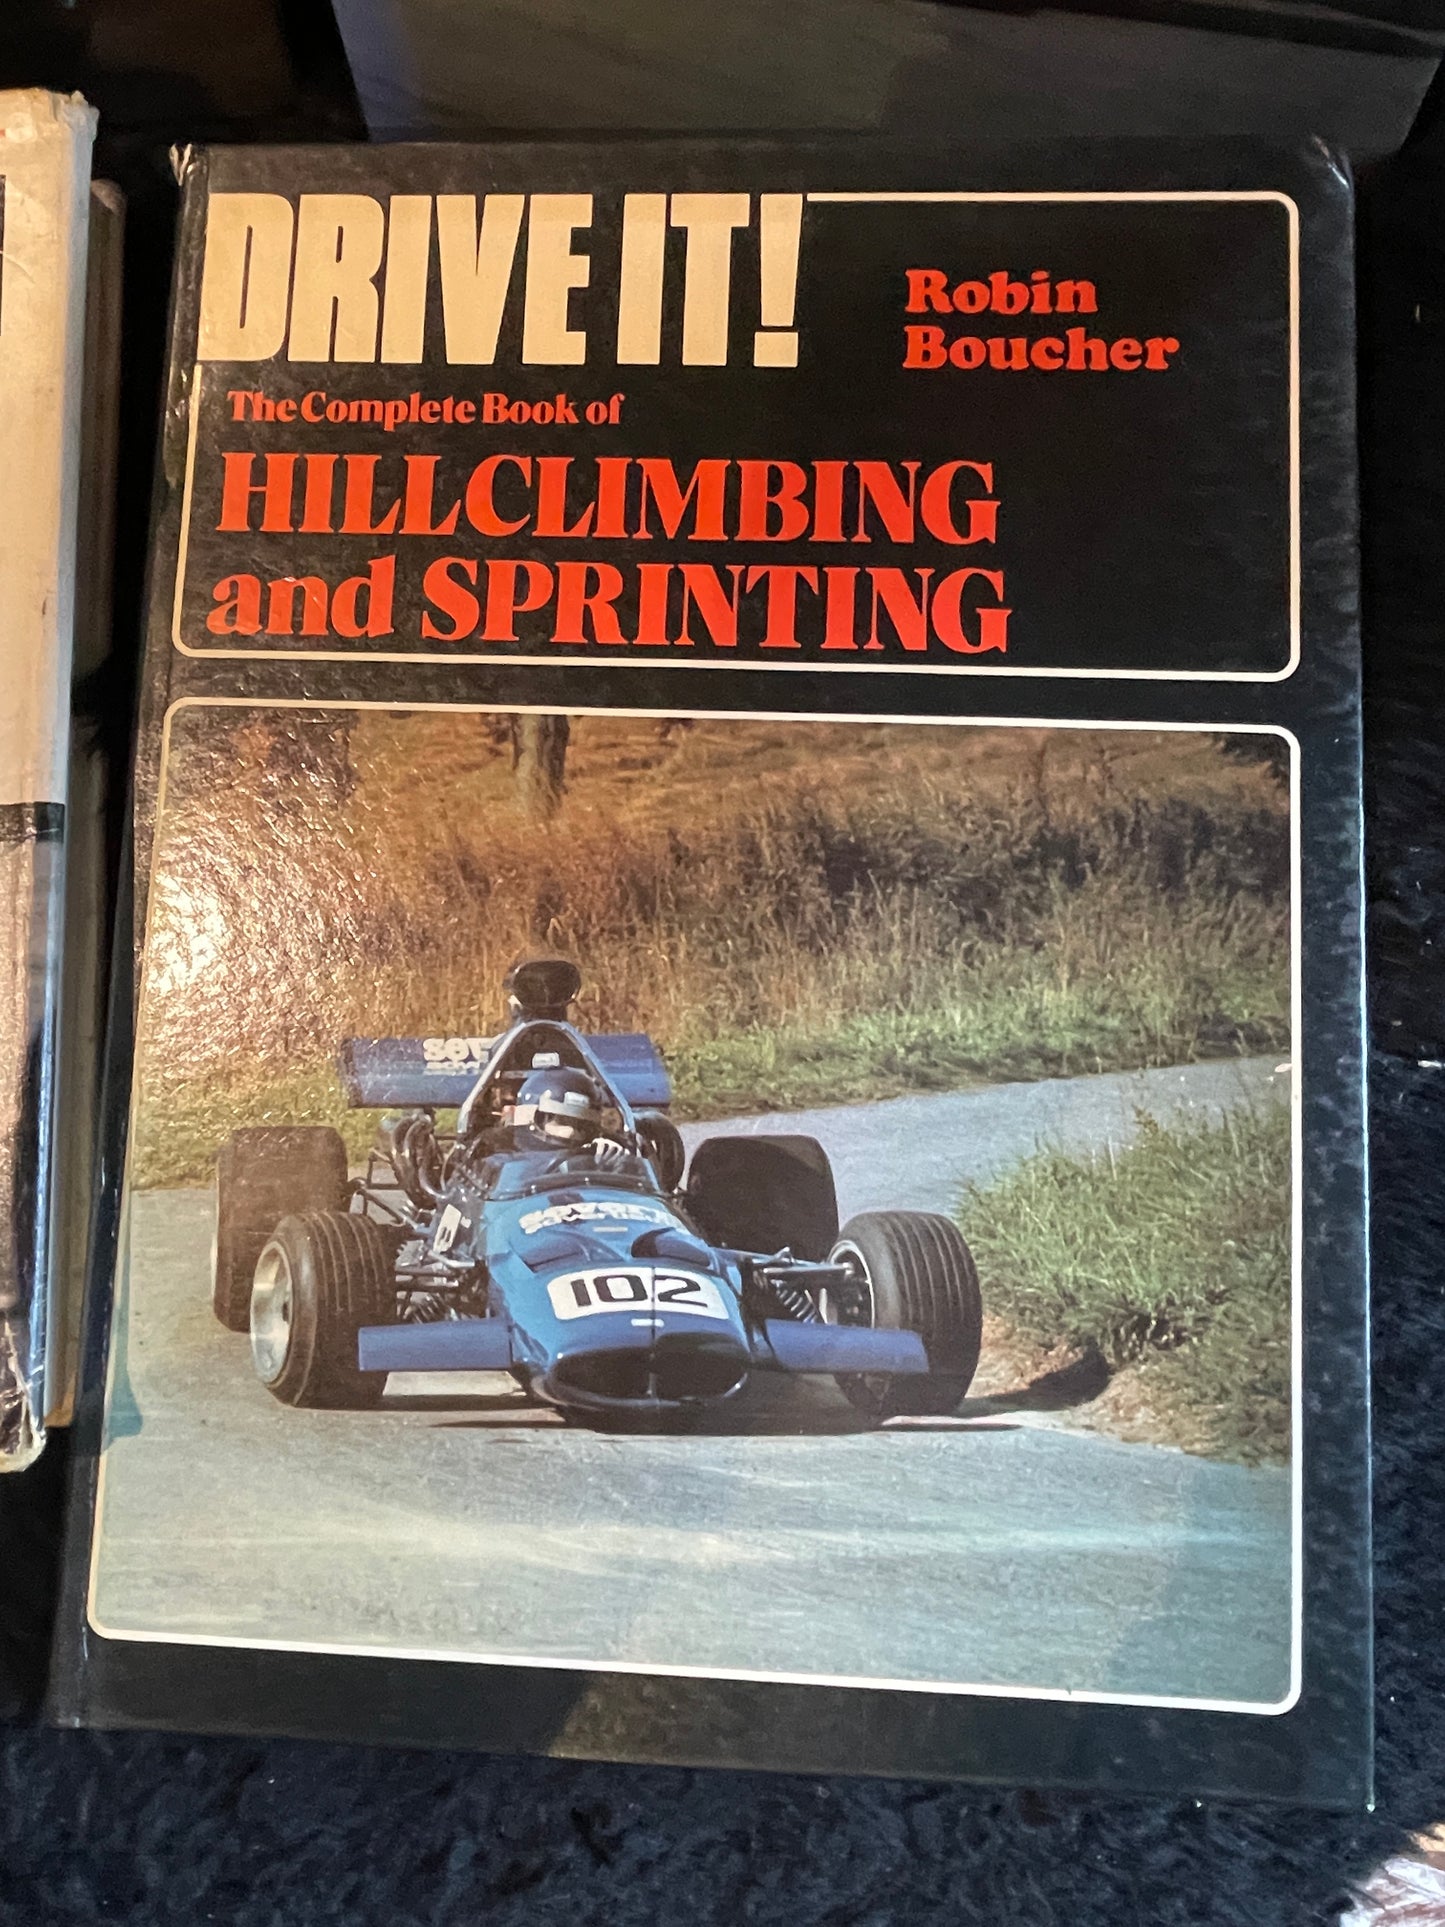 DRIVE IT!
Robin
Boucher
The Complete Book of
HILLCLIMBING
and SPRINTING
102